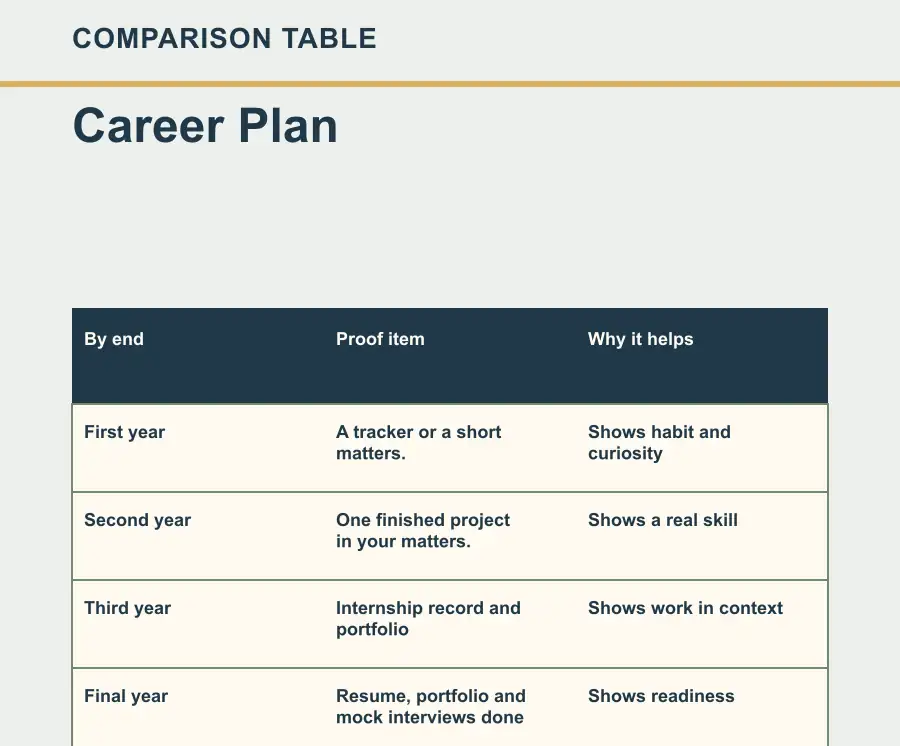 COMPARISON TABLE
Career Plan
By end
Proof item
Why it helps
First year
A tracker or a short
matters.
Shows habit and
curiosity
Second year
One finished project
in your matters.
Shows a real skill
Third year
Internship record and
portfolio
Shows work in context
Final year
Resume, portfolio and
mock interviews done
Shows readiness